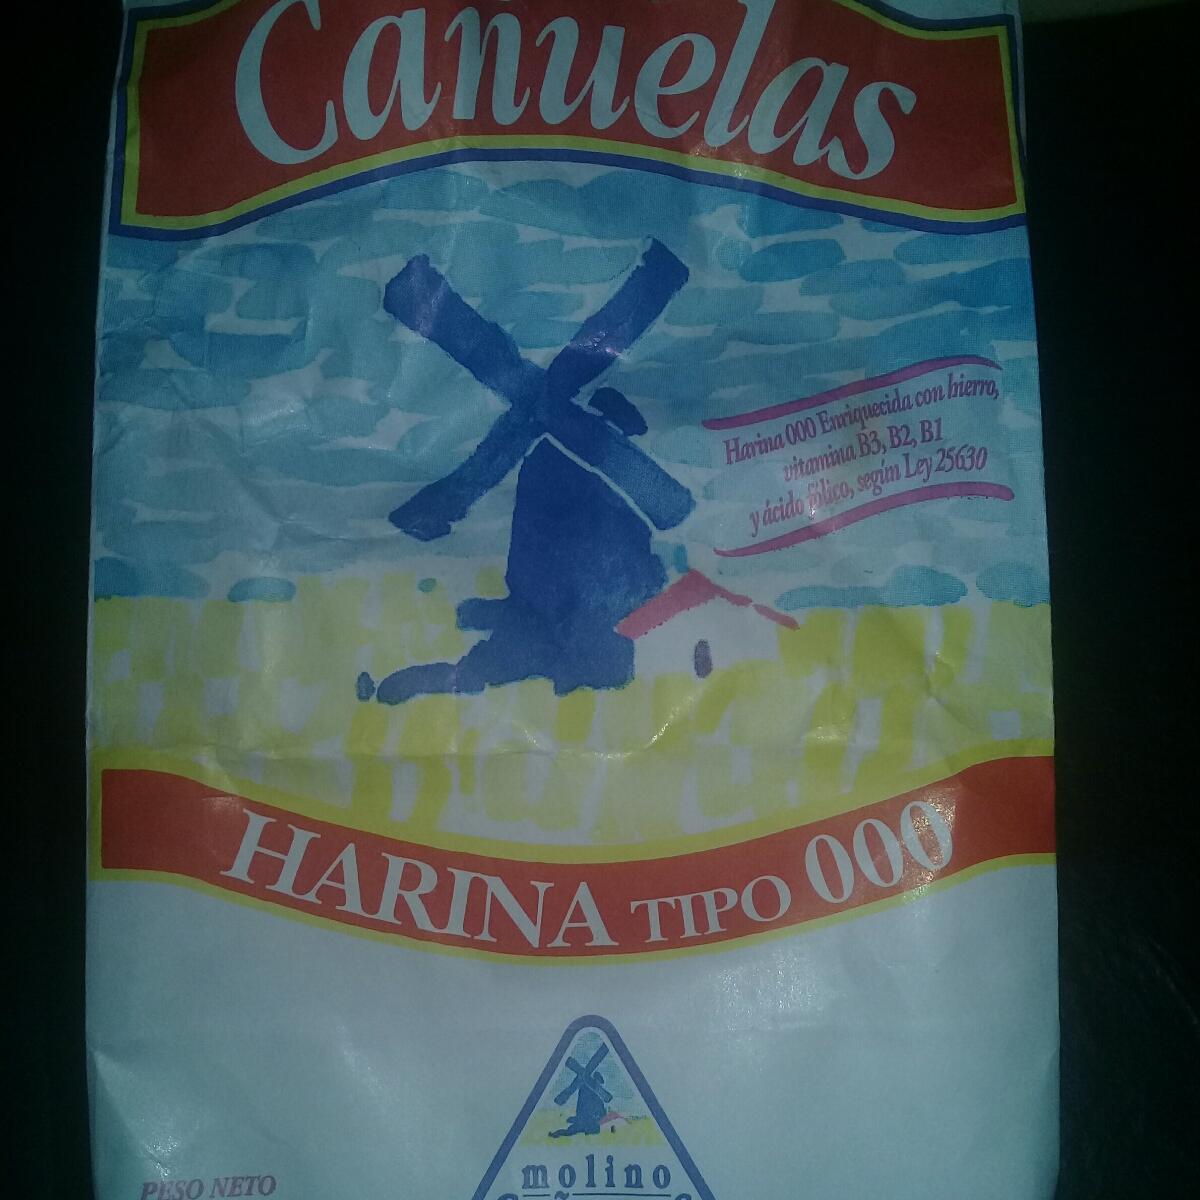 Cañuelas
Harina 000 Enriquecida con hierro,
vitamina B3, B2, B1
y ácido fólico, según Ley 25630
HARINA TIPO 000
molino
PESO NETO